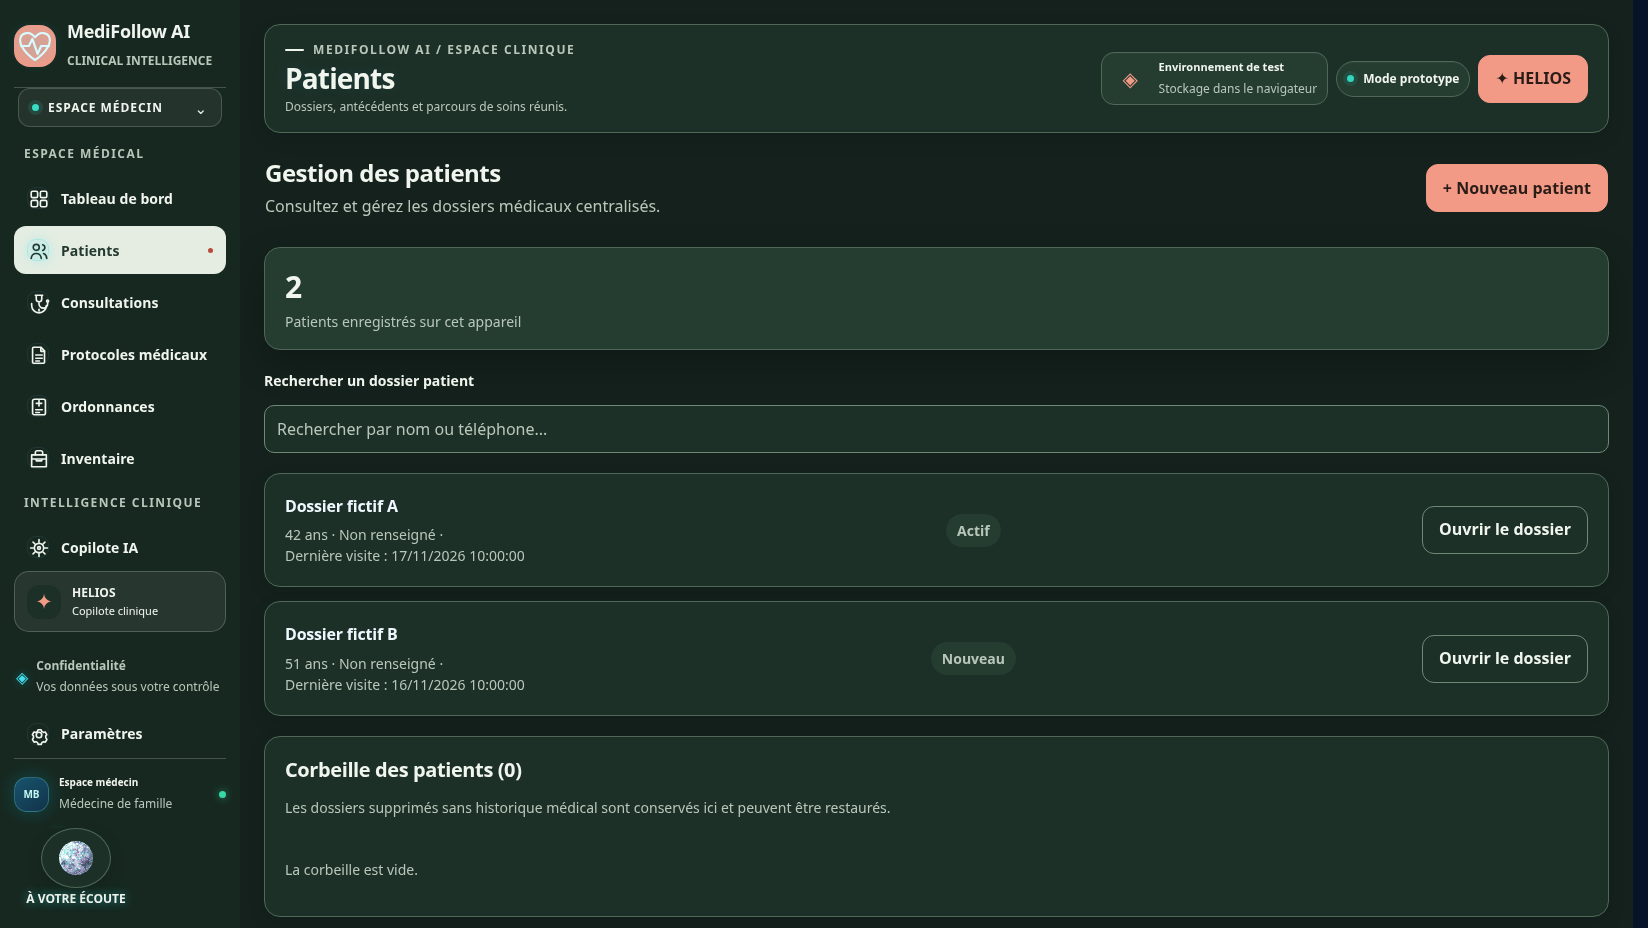 MediFollow AI
CLINICAL INTELLIGENCE
ESPACE MÉDECIN
ESPACE MÉDICAL
Tableau de bord
Patients
Consultations
Protocoles médicaux
Ordonnances
Inventaire
INTELLIGENCE CLINIQUE
Copilote IA
HELIOS
Copilote clinique
Confidentialité
Vos données sous votre contrôle
Paramètres
MB
Espace médecin
Médecine de famille
À VOTRE ÉCOUTE
MEDIFOLLOW AI / ESPACE CLINIQUE
Patients
Dossiers, antécédents et parcours de soins réunis.
Environnement de test
Stockage dans le navigateur
Mode prototype
✦ HELIOS
Gestion des patients
Consultez et gérez les dossiers médicaux centralisés.
+ Nouveau patient
2
Patients enregistrés sur cet appareil
Rechercher un dossier patient
Rechercher par nom ou téléphone...
Dossier fictif A
42 ans · Non renseigné ·
Dernière visite : 17/11/2026 10:00:00
Actif
Ouvrir le dossier
Dossier fictif B
51 ans · Non renseigné ·
Dernière visite : 16/11/2026 10:00:00
Nouveau
Ouvrir le dossier
Corbeille des patients (0)
Les dossiers supprimés sans historique médical sont conservés ici et peuvent être restaurés.
La corbeille est vide.